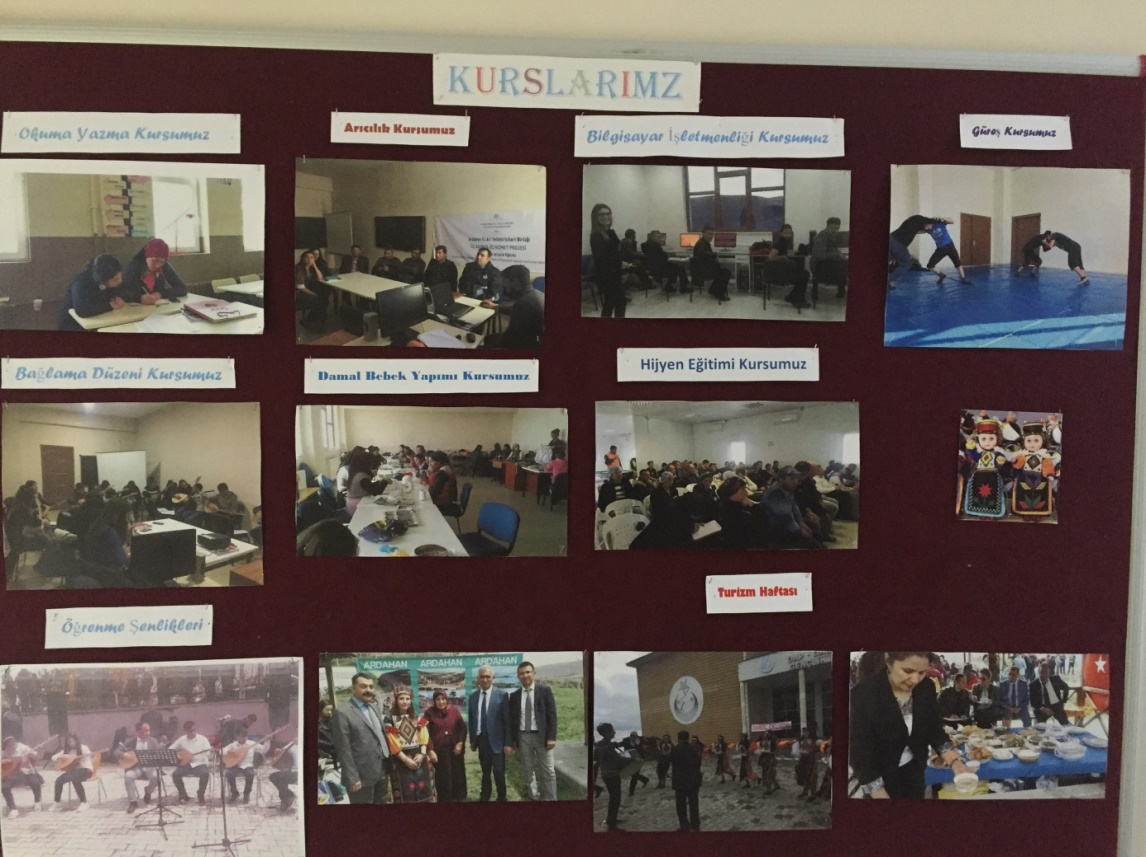 KURSLARIMZ
Okuma Yazma Kursumuz
Arıcılık Kursumuz
Bilgisayar İşletmenliği Kursumuz
Güreş Kursumuz
Bağlama Düzeni Kursumuz
Damal Bebek Yapımı Kursumuz
Hijyen Eğitimi Kursumuz
Öğrenme Şenlikleri
Turizm Haftası
ARDAHAN ARDAHAN ARDAHAN